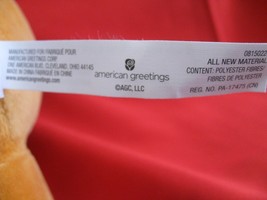 MANUFACTURED FOR/FABRIQUÉ POUR
AMERICAN GREETINGS CORP
ONE AMERICAN BLVD., CLEVELAND, OHIO 44145
MADE IN CHINA/FABRIQUÉ EN CHINE
www.americangreetings.com
american greetings
©AGC, LLC
0815022
ALL NEW MATERIAL
CONTENT: POLYESTER FIBRES/
FIBRES DE POLYESTER
REG. NO. PA-17475 (CN)